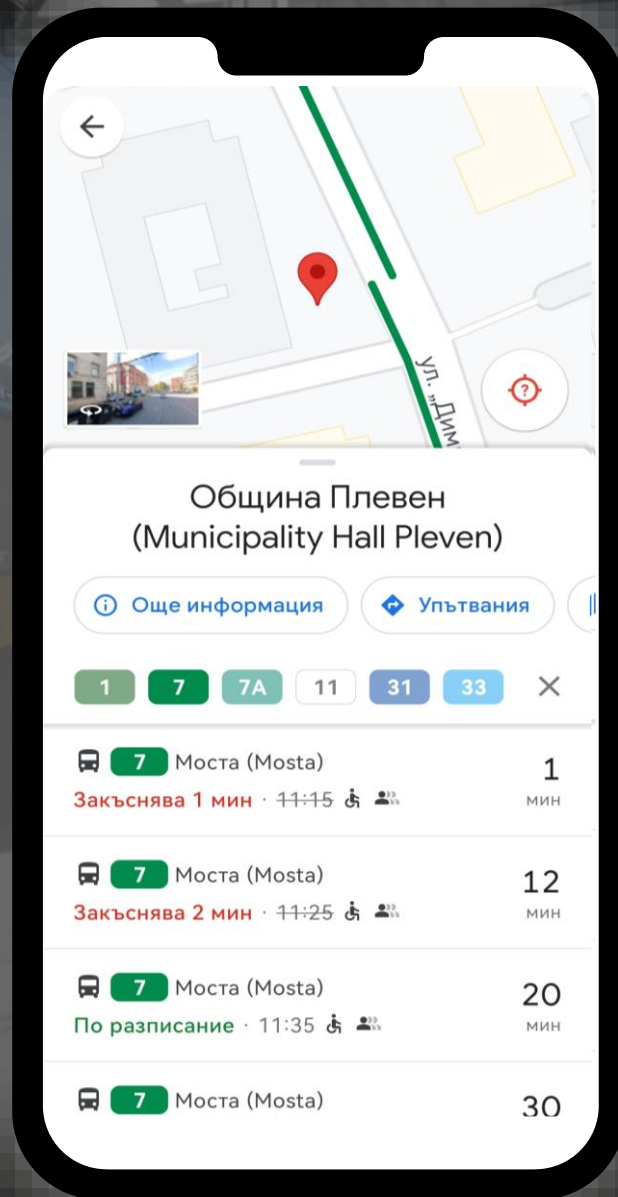 ул. „Дим
Община Плевен
(Municipality Hall Pleven)
Още информация
Упътвания
1 7 7A 11 31 33
7 Моста (Mosta) 1
Закъснява 1 мин · 11:15 мин
7 Моста (Mosta) 12
Закъснява 2 мин · 11:25 мин
7 Моста (Mosta) 20
По разписание · 11:35 мин
7 Моста (Mosta) 30